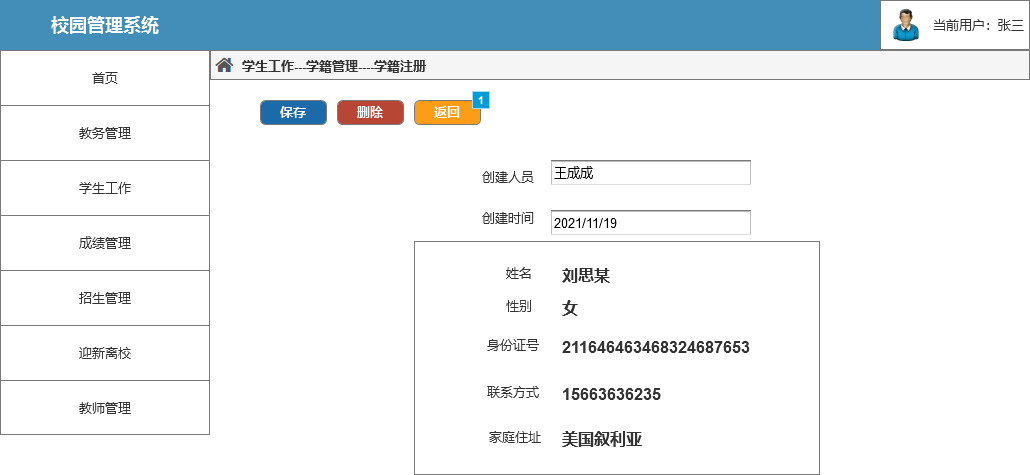 校园管理系统
当前用户：张三
首页
教务管理
学生工作
成绩管理
招生管理
迎新离校
教师管理
学生工作---学籍管理----学籍注册
保存
删除
返回
1
创建人员 王成成
创建时间 2021/11/19
姓名 刘思某
性别 女
身份证号 211646463468324687653
联系方式 15663636235
家庭住址 美国叙利亚